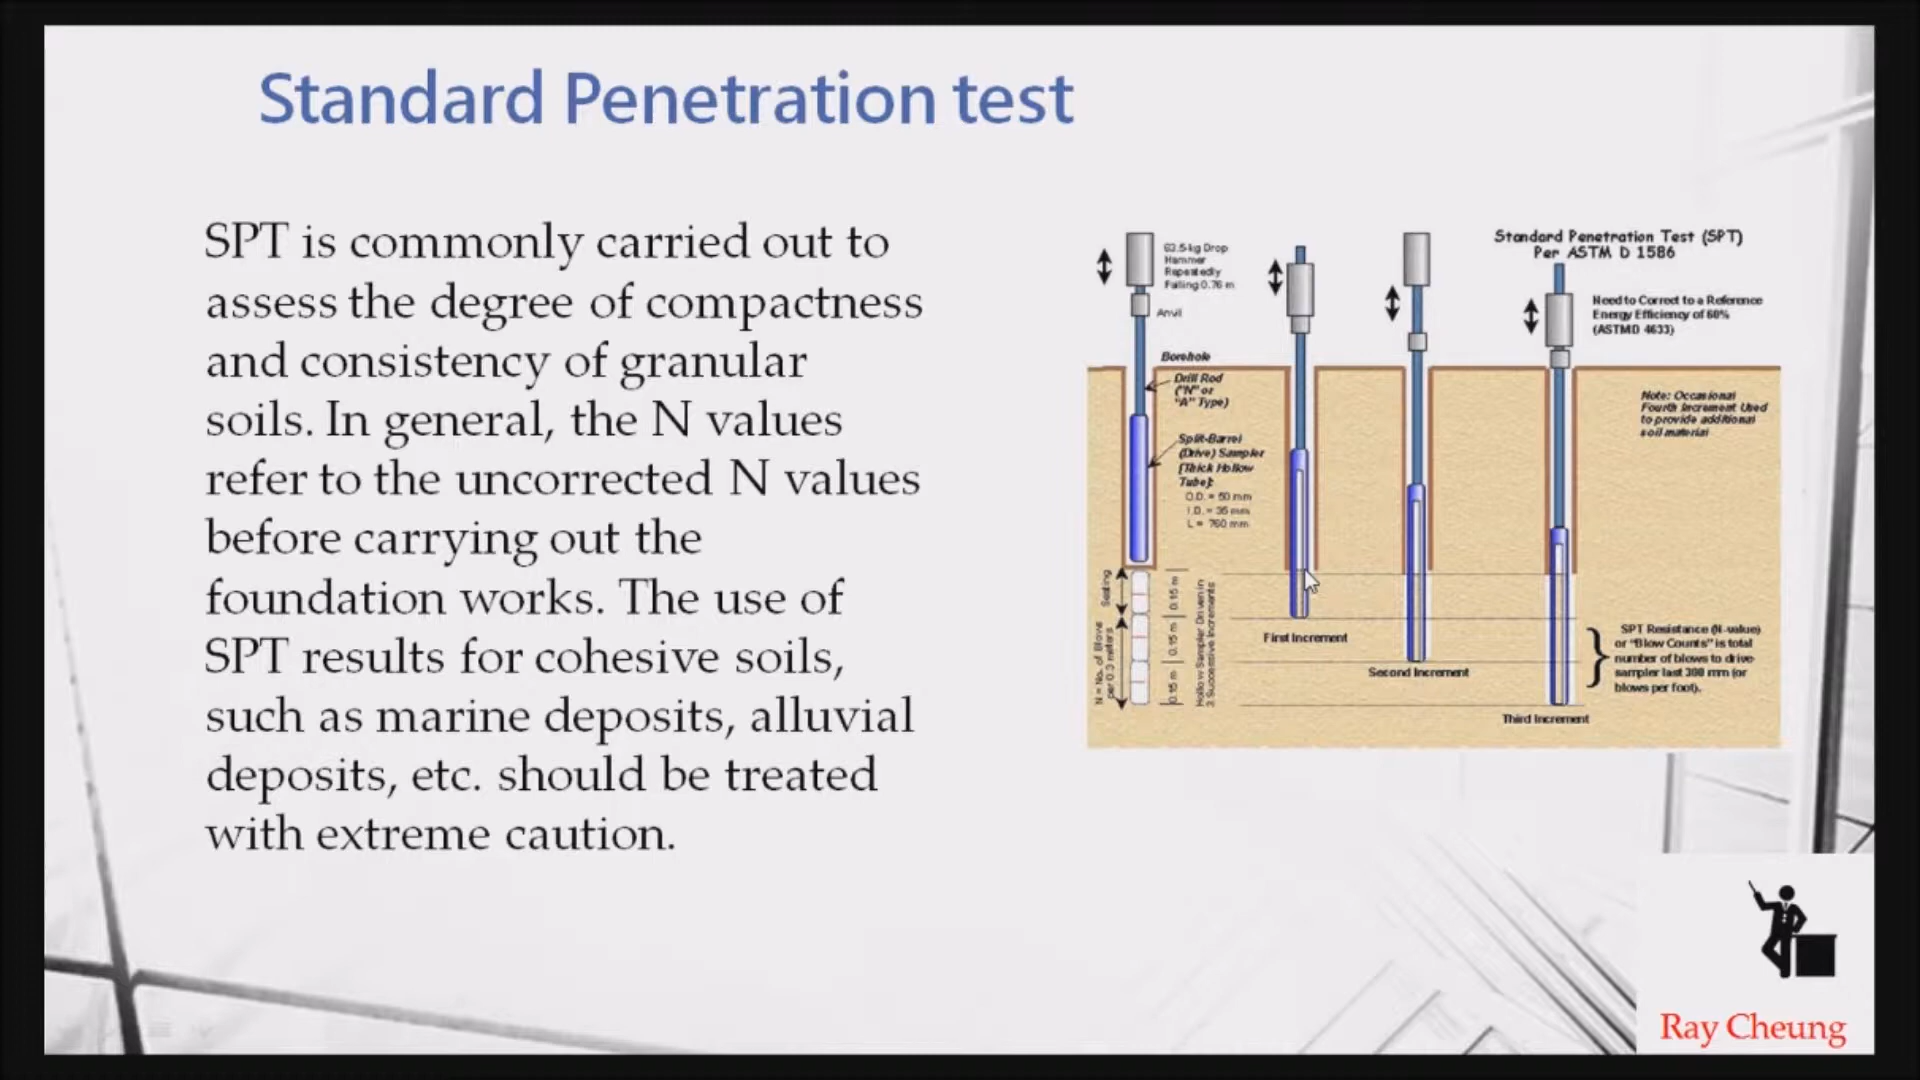 Standard Penetration test
SPT is commonly carried out to
assess the degree of compactness
and consistency of granular
soils. In general, the N values
refer to the uncorrected N values
before carrying out the
foundation works. The use of
SPT results for cohesive soils,
such as marine deposits, alluvial
deposits, etc. should be treated
with extreme caution.
Standard Penetration Test (SPT)
Per ASTM D 1586
63.5-kg Drop
Hammer
Repeatedly
Falling 0.76 m
Anvil
Need to Correct to a Reference
Energy Efficiency of 60%
(ASTMD 4633)
Borehole
Drill Rod
("N" or
"A" Type)
Split-Barrel
(Drive) Sampler
[Thick Hollow
Tube]:
O.D. = 50 mm
I.D. = 35 mm
L = 760 mm
Note: Occasional
Fourth Increment Used
to provide additional
soil material
Seating
0.15 m
N = No. of Blows
per 0.3 meters
0.15 m
0.15 m
Hollow Sampler Driven in
3 Successive Increments
First Increment
Second Increment
Third Increment
SPT Resistance (N-value)
or "Blow Counts" is total
number of blows to drive
sampler last 300 mm (or
blows per foot).
Ray Cheung